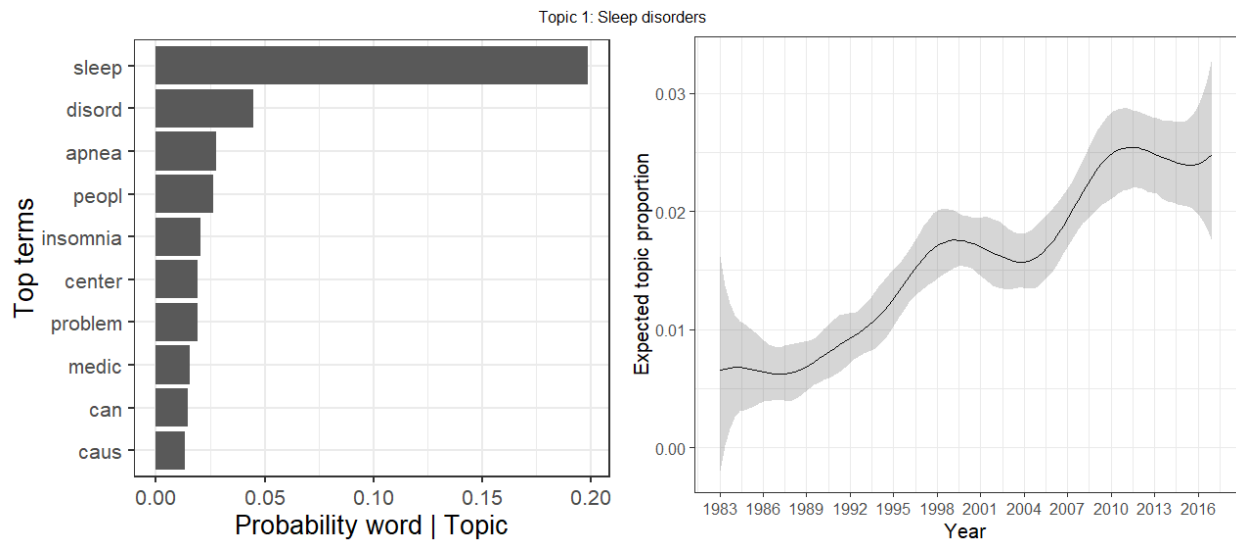 Topic 1: Sleep disorders
Top terms
sleep
disord
apnea
peopl
insomnia
center
problem
medic
can
caus
0.00 0.05 0.10 0.15 0.20
Probability word | Topic
Expected topic proportion
0.03
0.02
0.01
0.00
1983 1986 1989 1992 1995 1998 2001 2004 2007 2010 2013 2016
Year